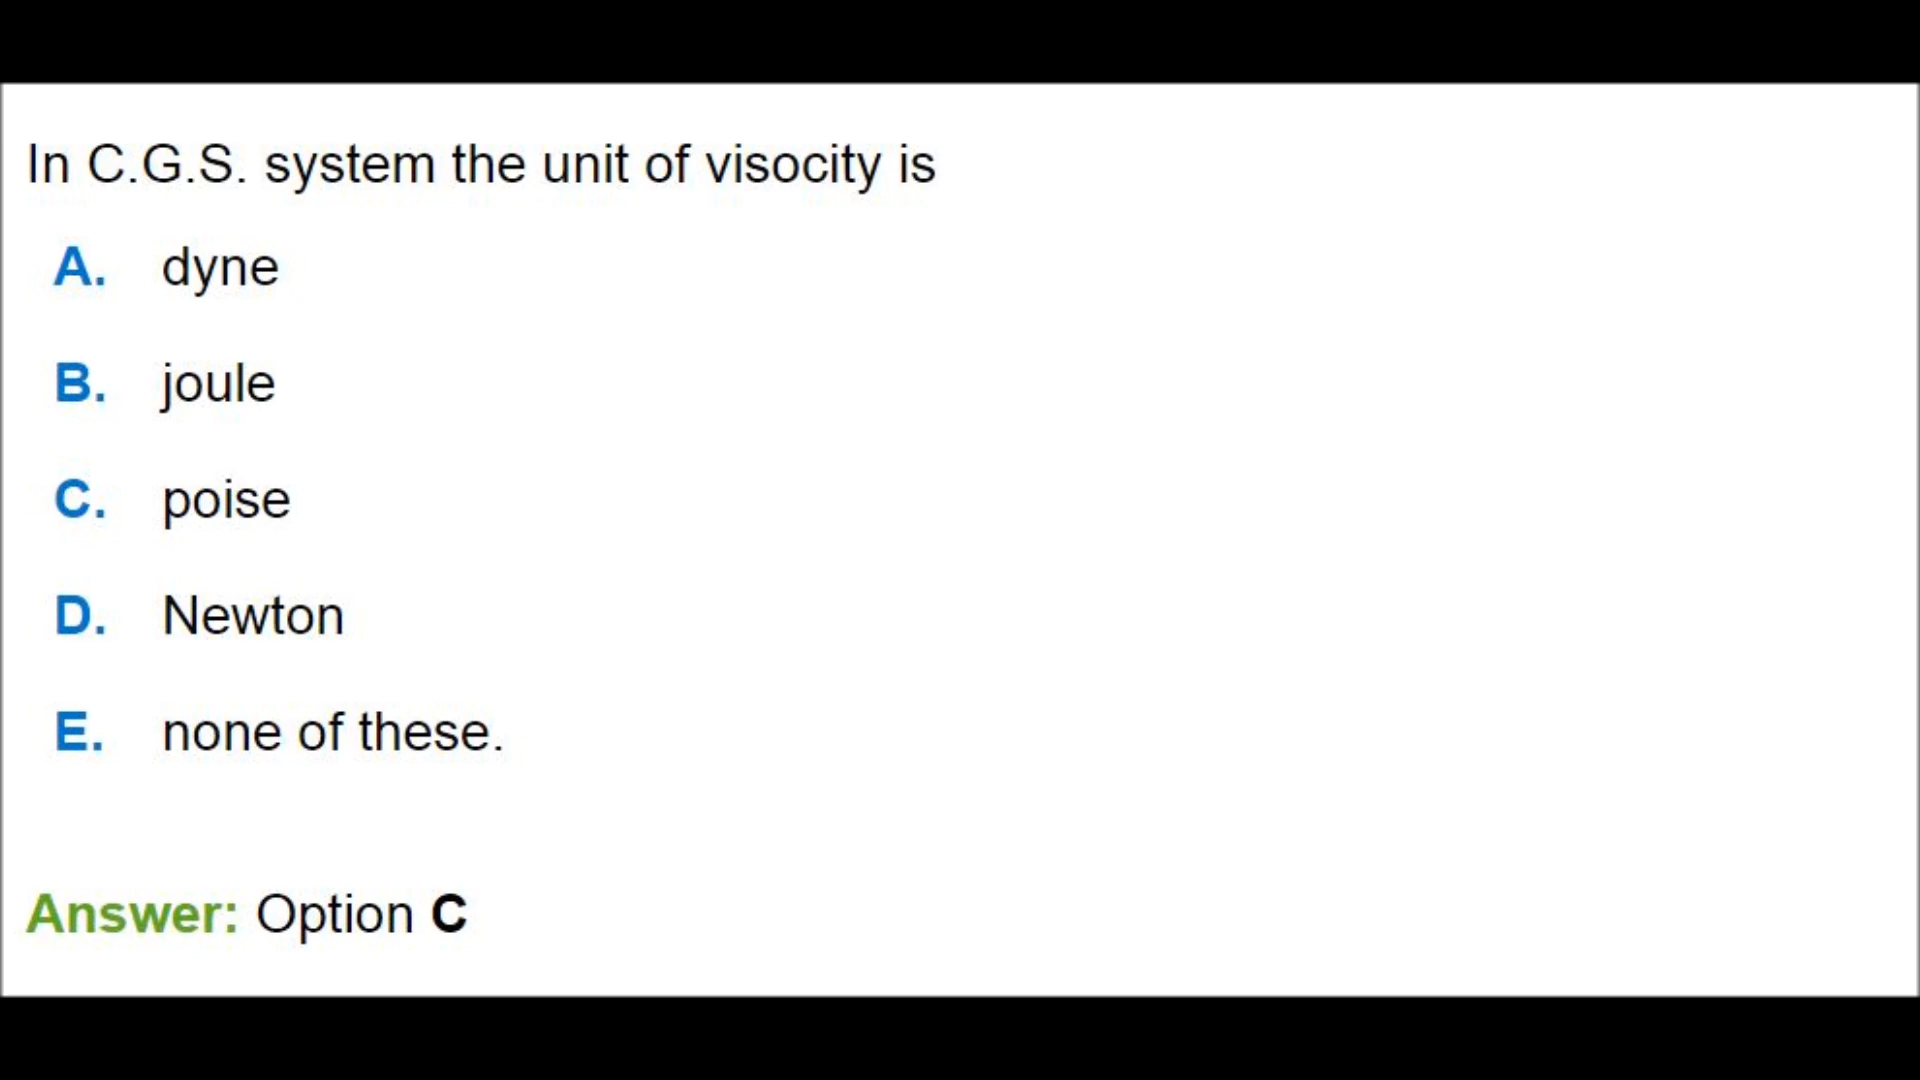 In C.G.S. system the unit of visocity is
A. dyne
B. joule
C. poise
D. Newton
E. none of these.
Answer: Option C